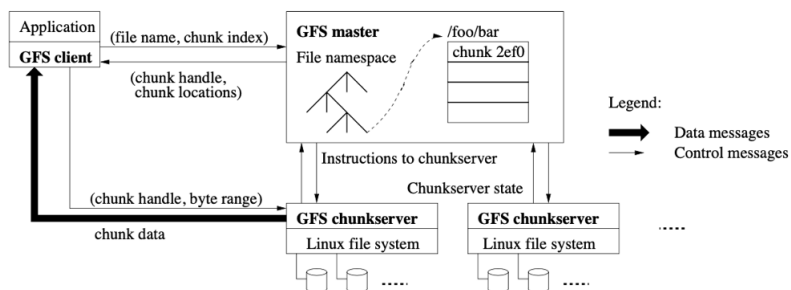 Application
GFS client
(file name, chunk index)
(chunk handle,
chunk locations)
GFS master
File namespace
/foo/bar
chunk 2ef0
Legend:
Data messages
Control messages
Instructions to chunkserver
Chunkserver state
(chunk handle, byte range)
chunk data
GFS chunkserver
Linux file system
GFS chunkserver
Linux file system